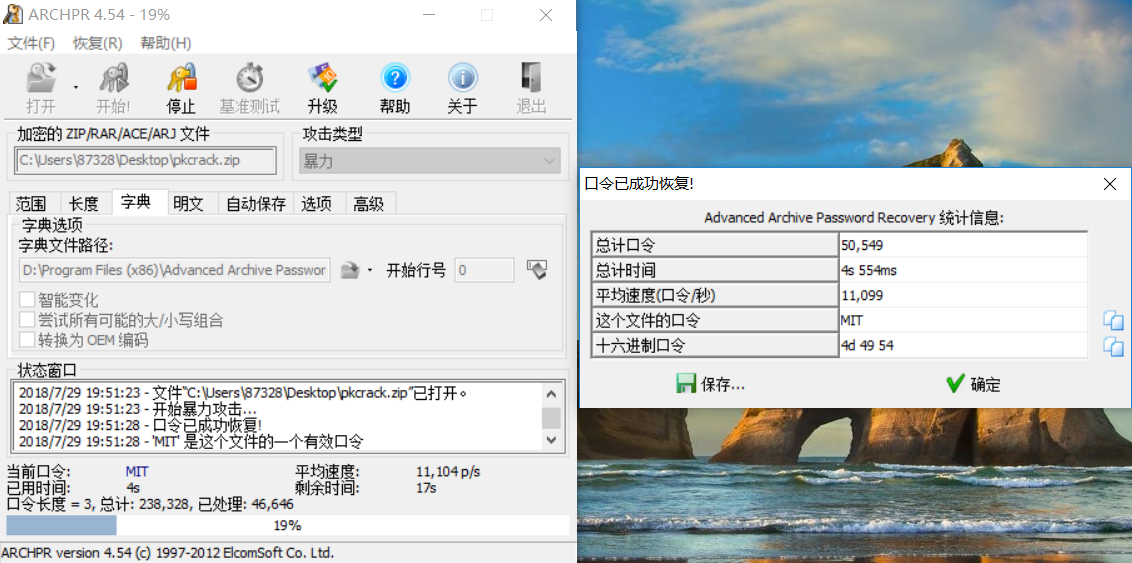 ARCHPR 4.54 - 19%
文件(F) 恢复(R) 帮助(H)
打开 开始! 停止 基准测试 升级 帮助 关于 退出
加密的 ZIP/RAR/ACE/ARJ 文件 攻击类型
C:\Users\87328\Desktop\pkcrack.zip 暴力
范围 长度 字典 明文 自动保存 选项 高级
字典选项
字典文件路径:
D:\Program Files (x86)\Advanced Archive Passwor 开始行号 0
智能变化
尝试所有可能的大/小写组合
转换为 OEM 编码
状态窗口
2018/7/29 19:51:23 - 文件"C:\Users\87328\Desktop\pkcrack.zip"已打开。
2018/7/29 19:51:23 - 开始暴力攻击...
2018/7/29 19:51:28 - 口令已成功恢复!
2018/7/29 19:51:28 - 'MIT' 是这个文件的一个有效口令
当前口令: MIT 平均速度: 11,104 p/s
已用时间: 4s 剩余时间: 17s
口令长度 = 3, 总计: 238,328, 已处理: 46,646
19%
ARCHPR version 4.54 (c) 1997-2012 ElcomSoft Co. Ltd.
口令已成功恢复!
Advanced Archive Password Recovery 统计信息:
总计口令 50,549
总计时间 4s 554ms
平均速度(口令/秒) 11,099
这个文件的口令 MIT
十六进制口令 4d 49 54
保存... 确定